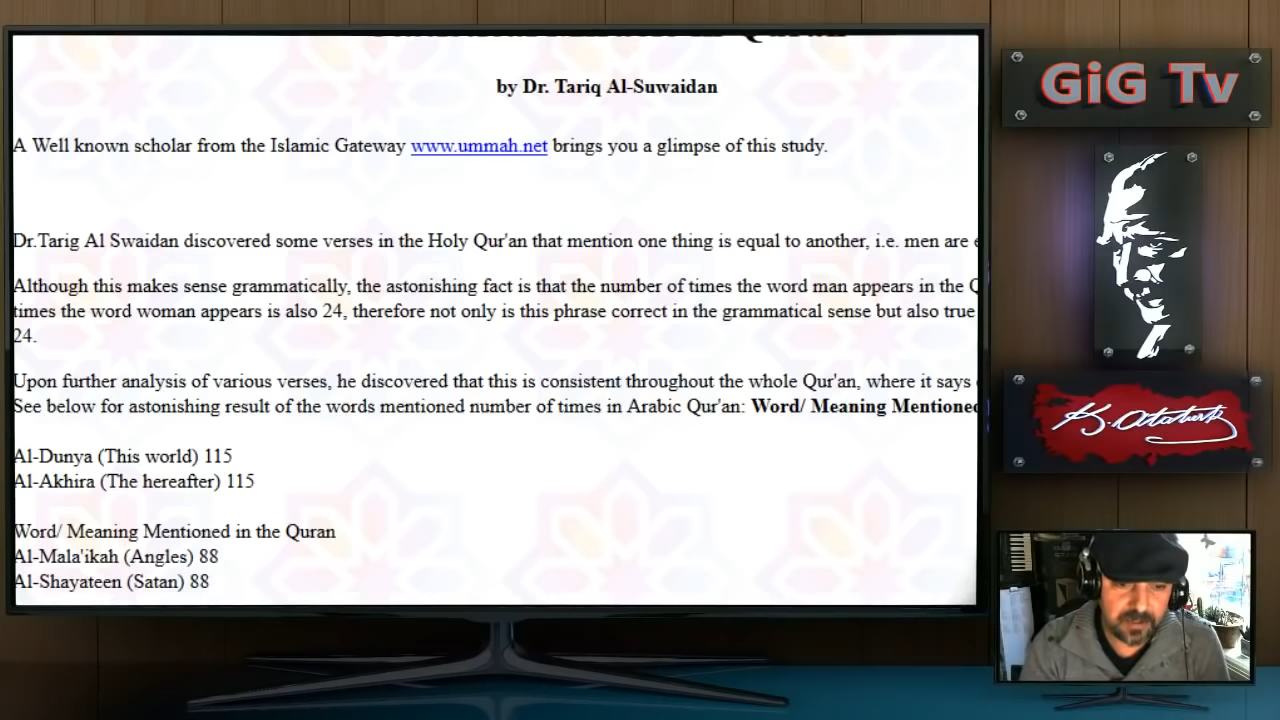 by Dr. Tariq Al-Suwaidan
A Well known scholar from the Islamic Gateway www.ummah.net brings you a glimpse of this study.
Dr.Tarig Al Swaidan discovered some verses in the Holy Qur'an that mention one thing is equal to another, i.e. men are
Although this makes sense grammatically, the astonishing fact is that the number of times the word man appears in the
times the word woman appears is also 24, therefore not only is this phrase correct in the grammatical sense but also true
24.
Upon further analysis of various verses, he discovered that this is consistent throughout the whole Qur'an, where it says
See below for astonishing result of the words mentioned number of times in Arabic Qur'an: Word/ Meaning Mentioned
Al-Dunya (This world) 115
Al-Akhira (The hereafter) 115
Word/ Meaning Mentioned in the Quran
Al-Mala'ikah (Angles) 88
Al-Shayateen (Satan) 88
GiG Tv
K. Atatürk